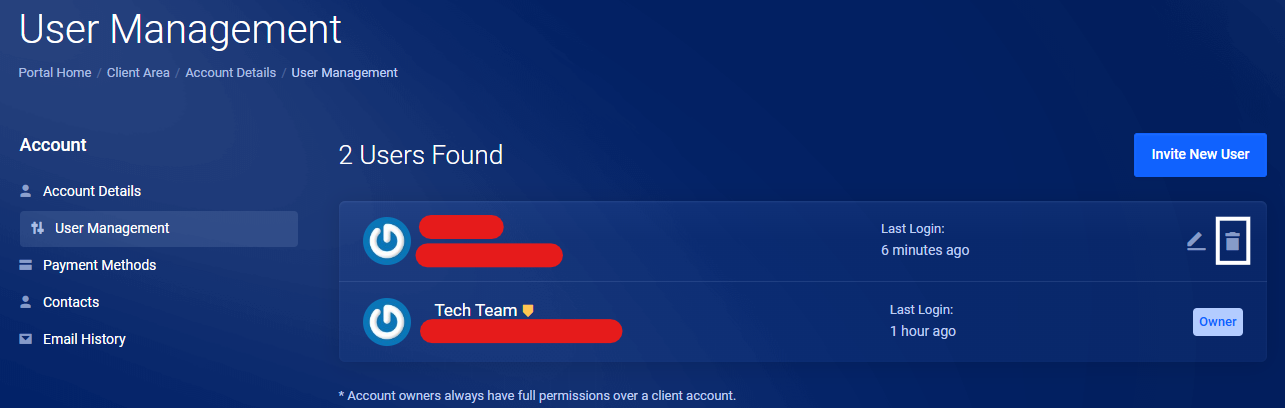 User Management
Portal Home / Client Area / Account Details / User Management
Account
Account Details
User Management
Payment Methods
Contacts
Email History
2 Users Found
Invite New User
Last Login:
6 minutes ago
Tech Team
Last Login:
1 hour ago
Owner
* Account owners always have full permissions over a client account.